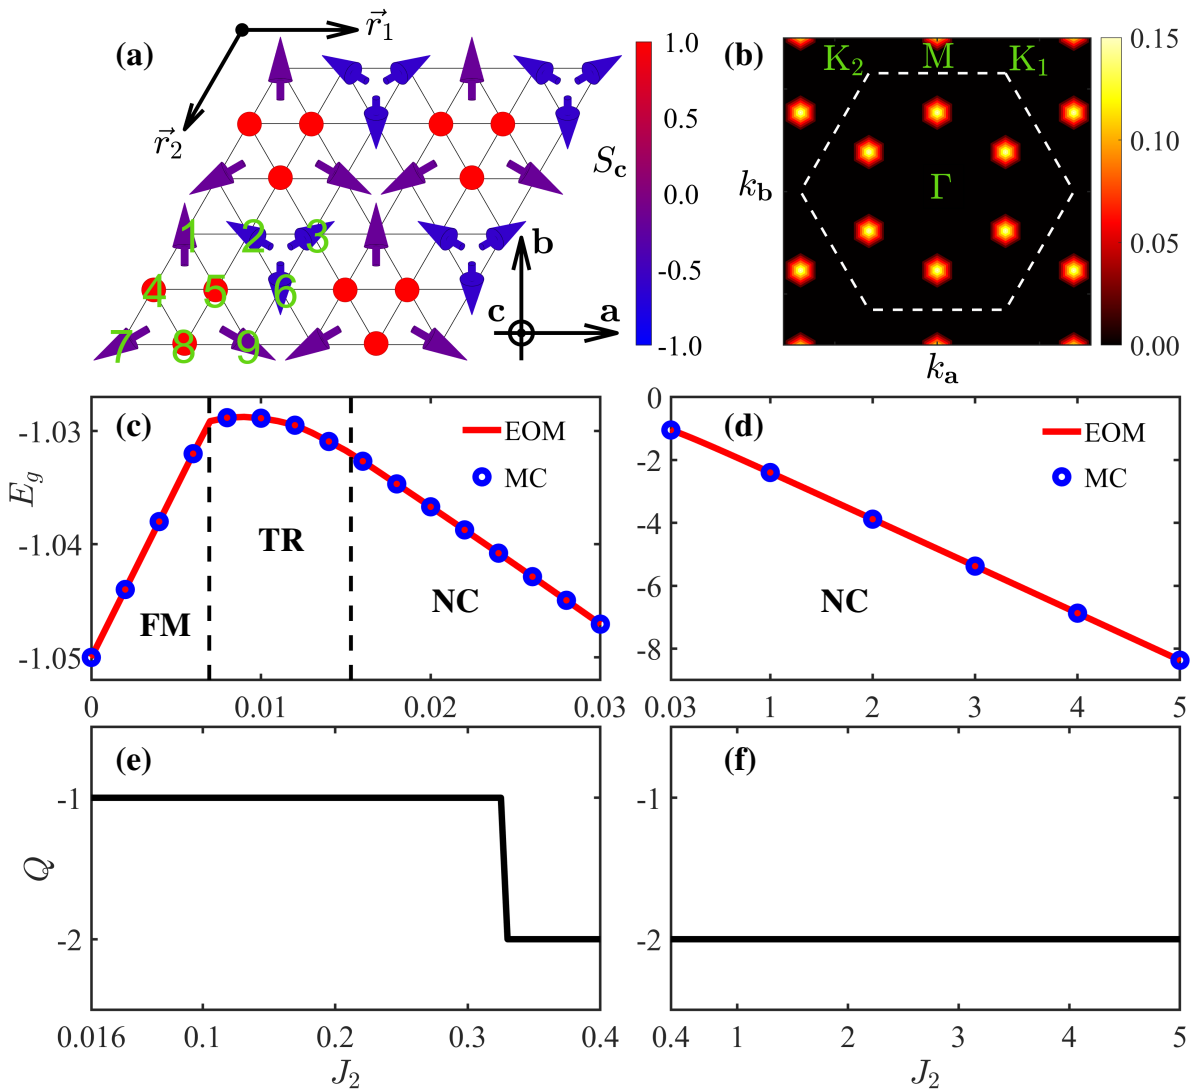 (a)
r⃗₁
r⃗₂
1 2 3
4 5 6
7 8 9
b
c a
S_c
1.0
0.5
0.0
-0.5
-1.0
(b)
K₂ M K₁
Γ
k_b
k_a
0.15
0.10
0.05
0.00
(c)
EOM
MC
FM
TR
NC
E_g
-1.03
-1.04
-1.05
0 0.01 0.02 0.03
(d)
EOM
MC
NC
0
-2
-4
-6
-8
0.03 1 2 3 4 5
(e)
Q
-1
-2
0.016 0.1 0.2 0.3 0.4
J₂
(f)
-1
-2
0.4 1 2 3 4 5
J₂